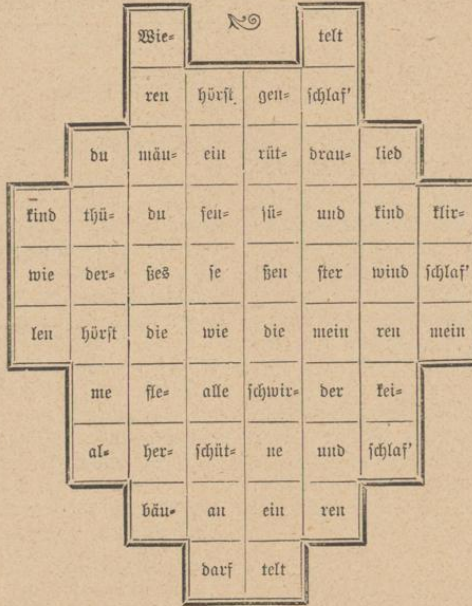 Wie= telt
ren hörst gen= schlaf'
du mäu= ein rüt= drau= lied
kind thü= du sen= sü= und kind klir=
wie der= ßes se ßen ster wind schlaf'
len hörst die wie die mein ren mein
me fle= alle schwir= der kei=
al= her= schüt= ne und schlaf'
bäu= an ein ren
darf telt